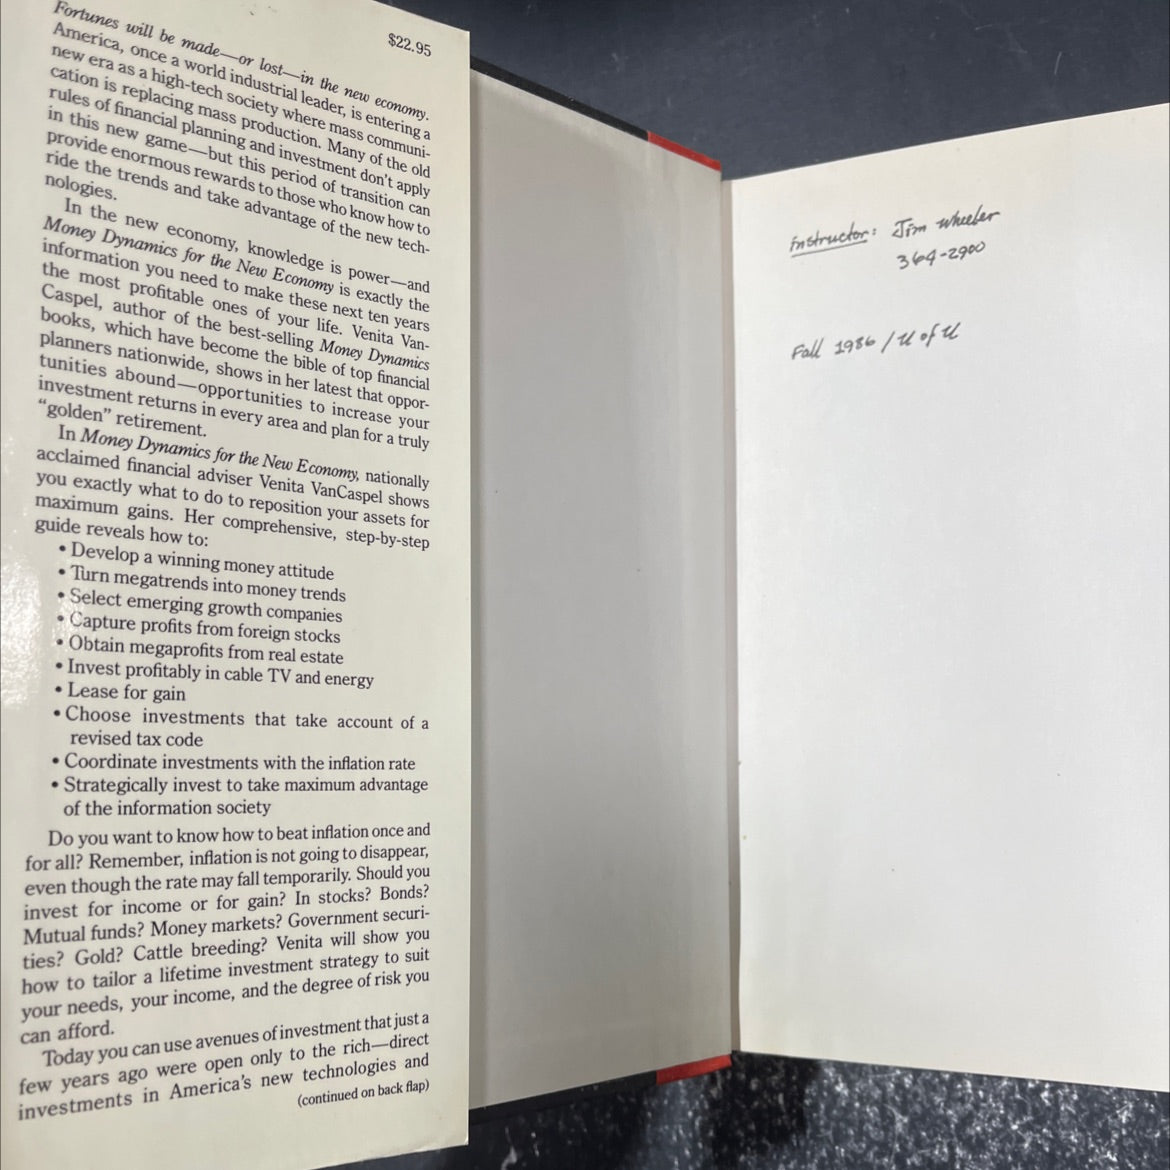 $22.95
Fortunes will be made—or lost—in the new economy.
America, once a world industrial leader, is entering a
new era as a high-tech society where mass communi-
cation is replacing mass production. Many of the old
rules of financial planning and investment don't apply
in this new game—but this period of transition can
provide enormous rewards to those who know how to
ride the trends and take advantage of the new tech-
nologies.
In the new economy, knowledge is power—and
Money Dynamics for the New Economy is exactly the
information you need to make these next ten years
the most profitable ones of your life. Venita Van-
Caspel, author of the best-selling Money Dynamics
books, which have become the bible of top financial
planners nationwide, shows in her latest that oppor-
tunities abound—opportunities to increase your
investment returns in every area and plan for a truly
“golden” retirement.
In Money Dynamics for the New Economy, nationally
acclaimed financial adviser Venita VanCaspel shows
you exactly what to do to reposition your assets for
maximum gains. Her comprehensive, step-by-step
guide reveals how to:
• Develop a winning money attitude
• Turn megatrends into money trends
• Select emerging growth companies
• Capture profits from foreign stocks
• Obtain megaprofits from real estate
• Invest profitably in cable TV and energy
• Lease for gain
• Choose investments that take account of a
revised tax code
• Coordinate investments with the inflation rate
• Strategically invest to take maximum advantage
of the information society
Do you want to know how to beat inflation once and
for all? Remember, inflation is not going to disappear,
even though the rate may fall temporarily. Should you
invest for income or for gain? In stocks? Bonds?
Mutual funds? Money markets? Government securi-
ties? Gold? Cattle breeding? Venita will show you
how to tailor a lifetime investment strategy to suit
your needs, your income, and the degree of risk you
can afford.
Today you can use avenues of investment that just a
few years ago were open only to the rich—direct
investments in America's new technologies and
(continued on back flap)
instructor: Jim Wheeler
364-2900
Fall 1986 / U of U